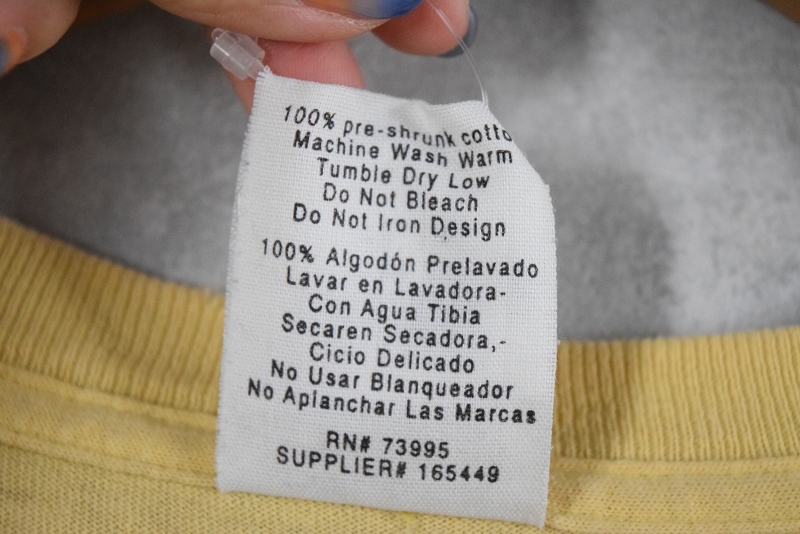 100% pre-shrunk cotto
Machine Wash Warm
Tumble Dry Low
Do Not Bleach
Do Not Iron Design
100% Algodón Prelavado
Lavar en Lavadora-
Con Agua Tibia
Secaren Secadora,-
Cicio Delicado
No Usar Blanqueador
No Aplanchar Las Marcas
RN# 73995
SUPPLIER# 165449